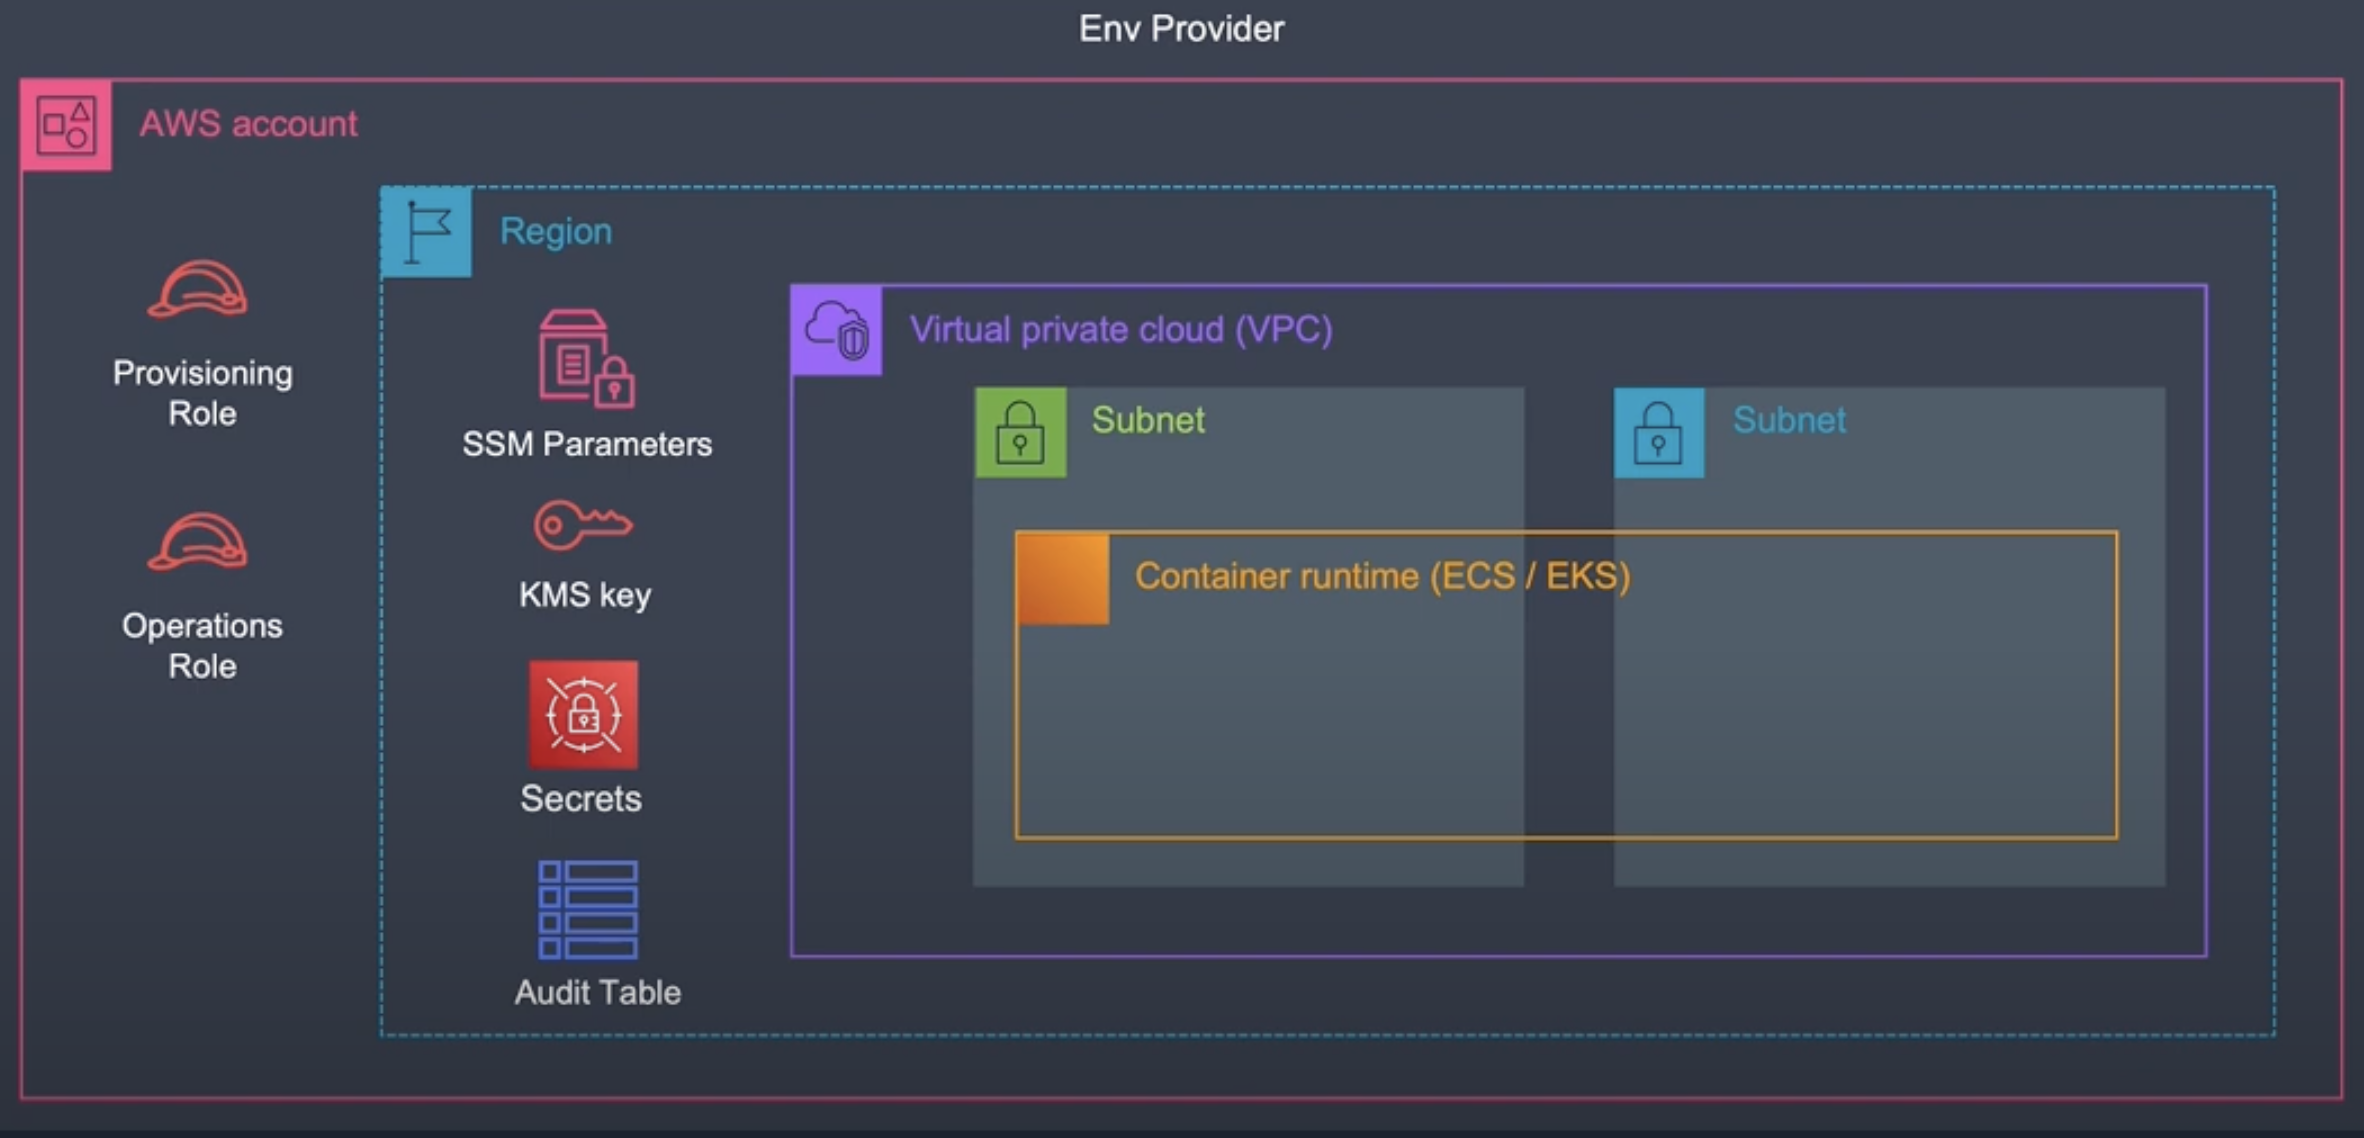 Env Provider
AWS account
Region
Provisioning
Role
Operations
Role
SSM Parameters
KMS key
Secrets
Audit Table
Virtual private cloud (VPC)
Subnet
Subnet
Container runtime (ECS / EKS)